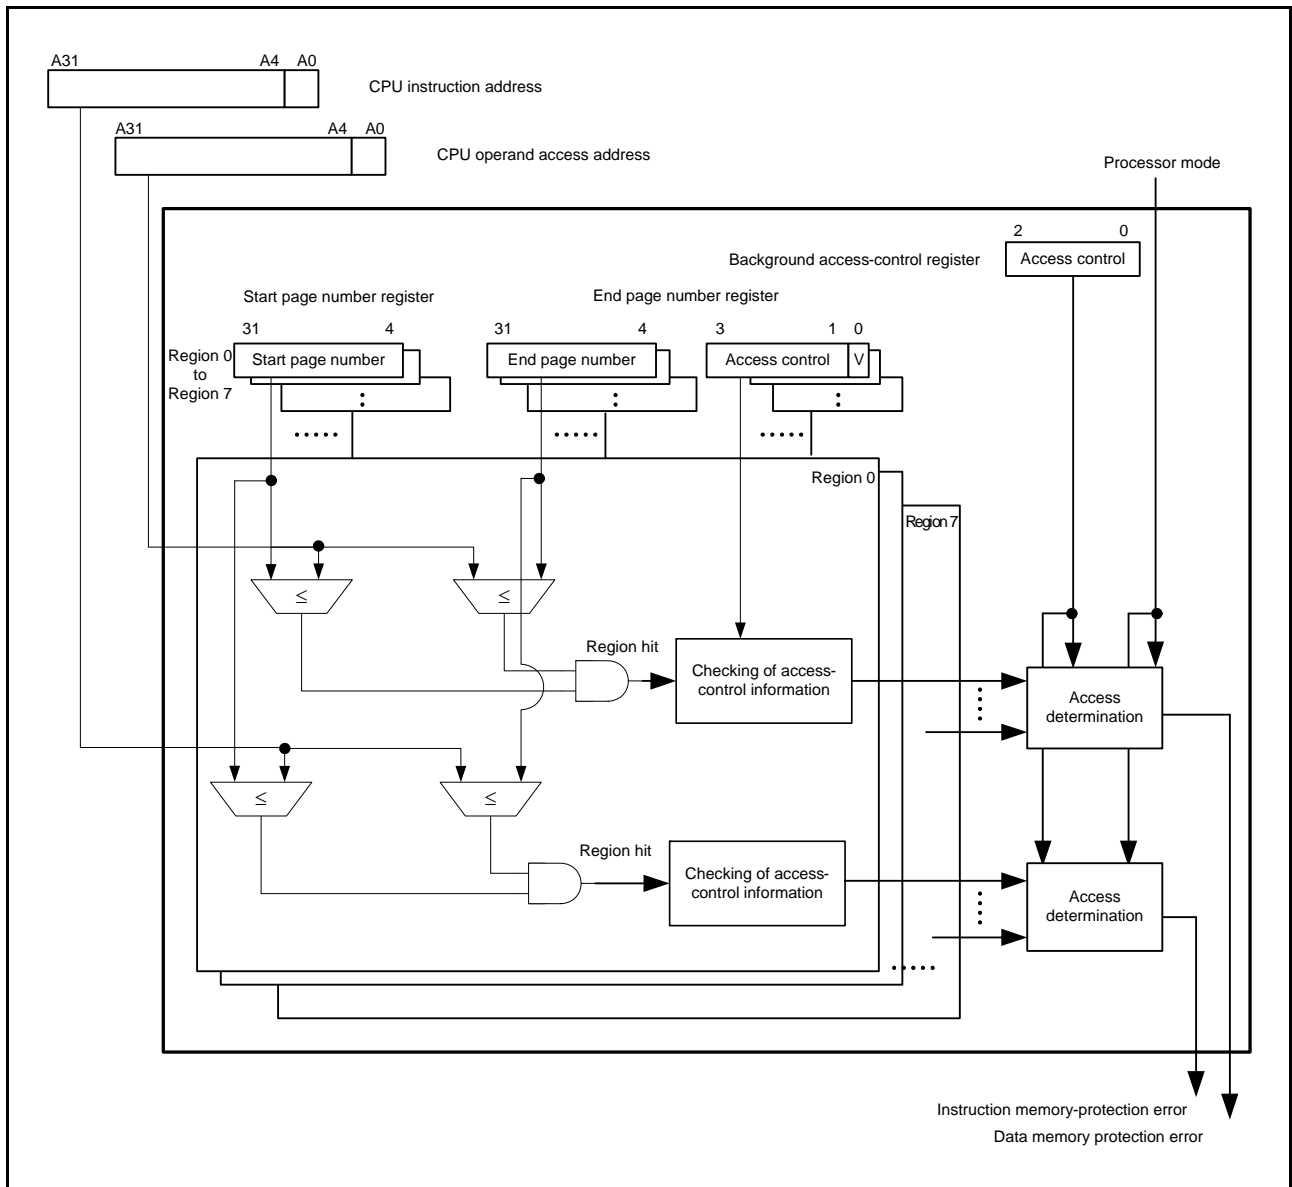 A31 A4 A0
CPU instruction address
A31 A4 A0
CPU operand access address
Processor mode
2 0
Background access-control register
Access control
Start page number register
End page number register
31 4
31 4
3 1 0
Region 0
to
Region 7
Start page number
End page number
Access control
V
Region 0
Region 7
≤
≤
Region hit
Checking of access-
control information
Access
determination
≤
≤
Region hit
Checking of access-
control information
Access
determination
Instruction memory-protection error
Data memory protection error